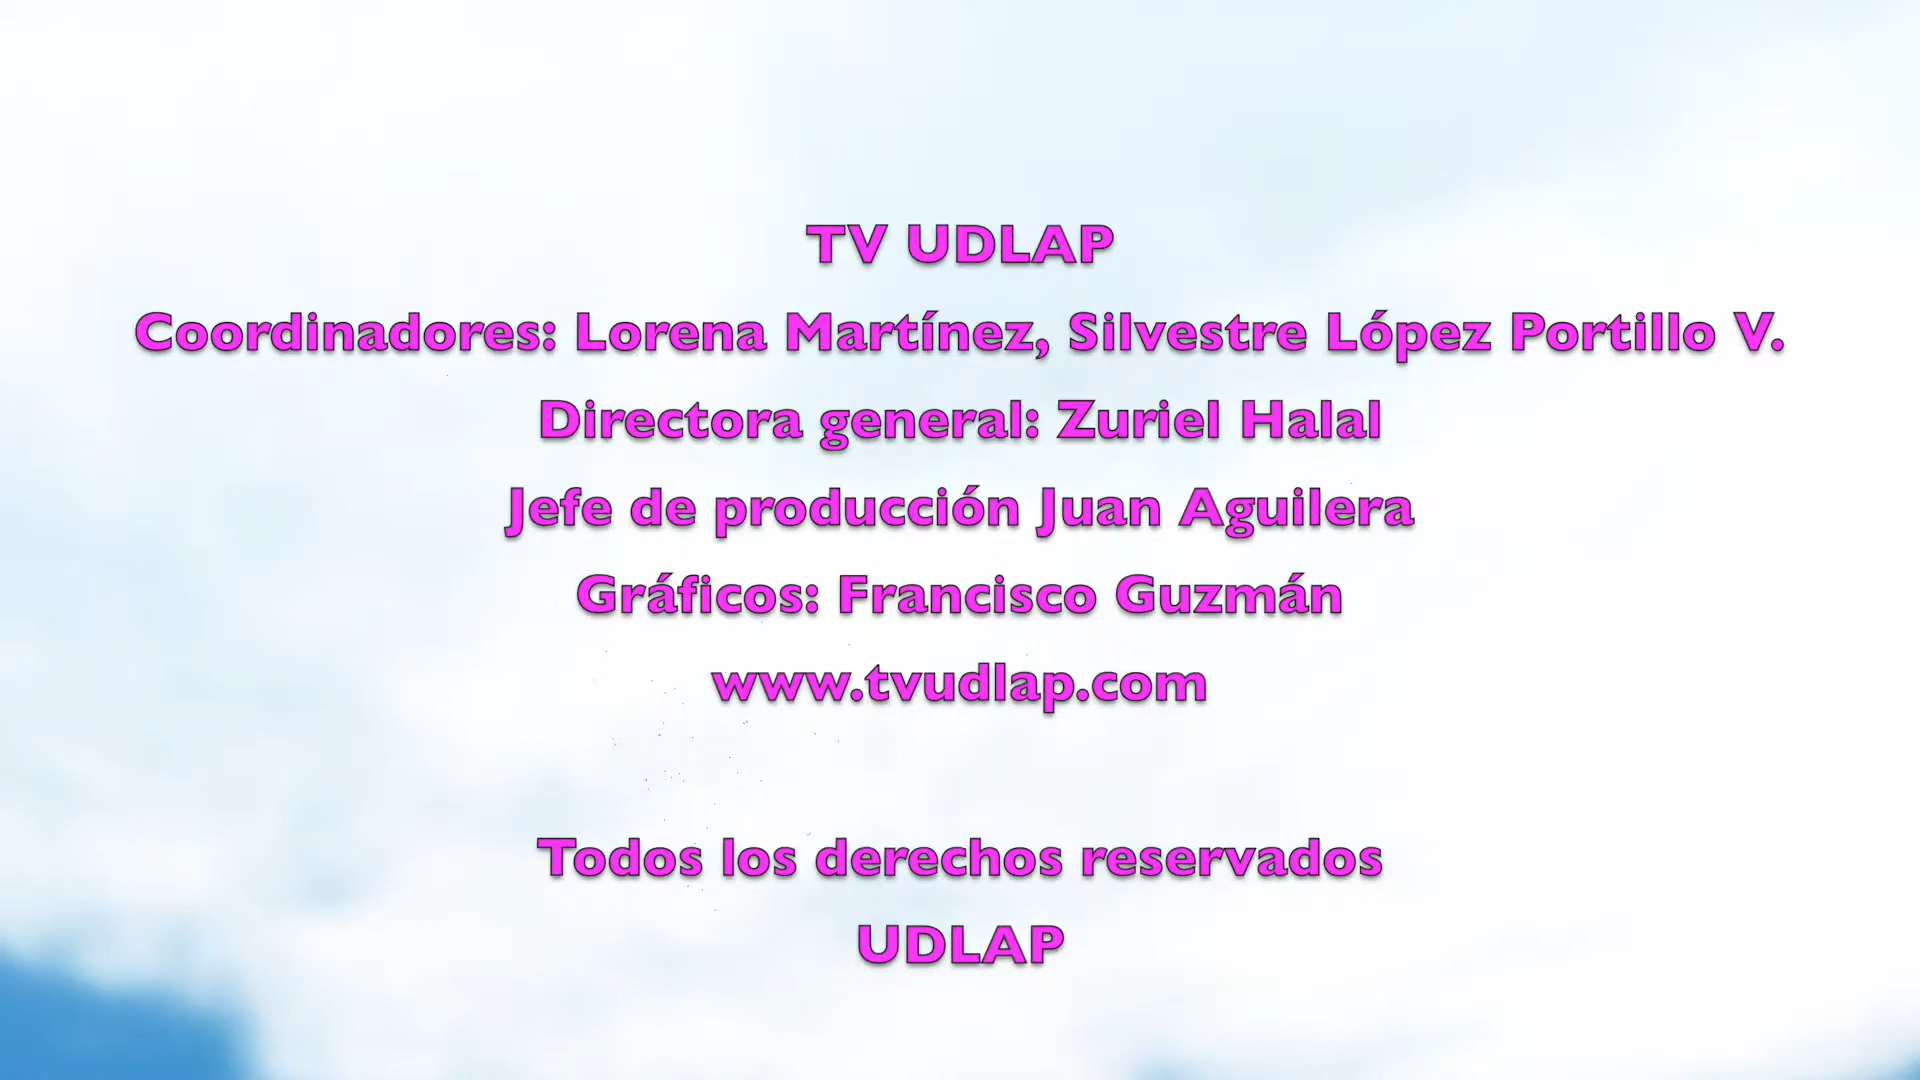 TV UDLAP
Coordinadores: Lorena Martínez, Silvestre López Portillo V.
Directora general: Zuriel Halal
Jefe de producción Juan Aguilera
Gráficos: Francisco Guzmán
www.tvudlap.com
Todos los derechos reservados
UDLAP